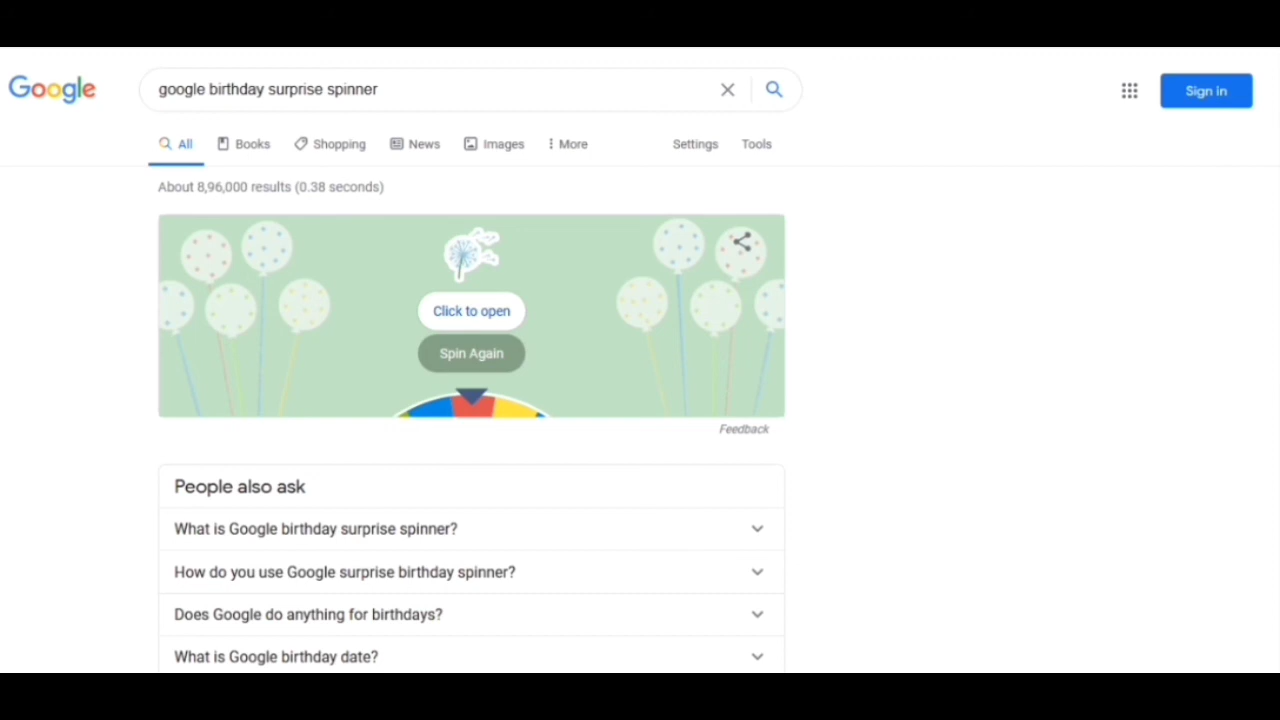 Google
google birthday surprise spinner
Sign in
All Books Shopping News Images More Settings Tools
About 8,96,000 results (0.38 seconds)
Click to open
Spin Again
Feedback
People also ask
What is Google birthday surprise spinner?
How do you use Google surprise birthday spinner?
Does Google do anything for birthdays?
What is Google birthday date?